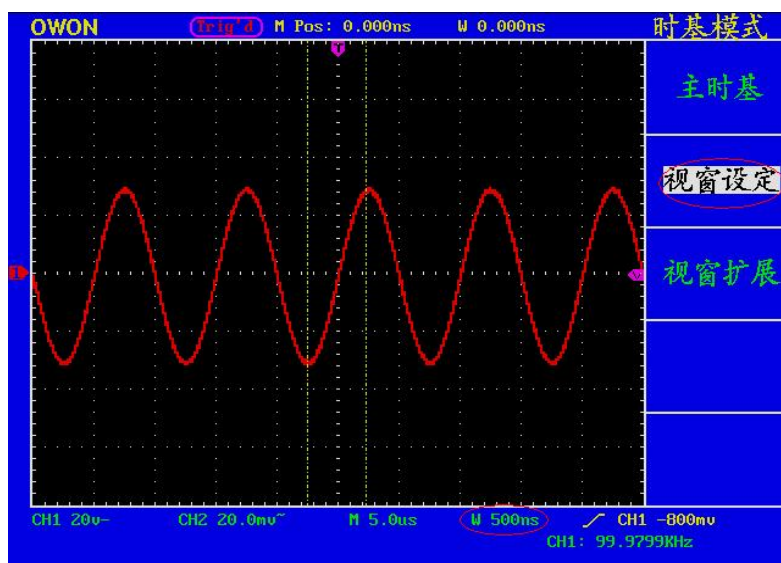 OWON Trig'd M Pos: 0.000ns W 0.000ns 时基模式
T
主时基
视窗设定
1
视窗扩展
CH1 20v- CH2 20.0mv~ M 5.0us W 500ns CH1 -800mv
CH1: 99.9799KHz